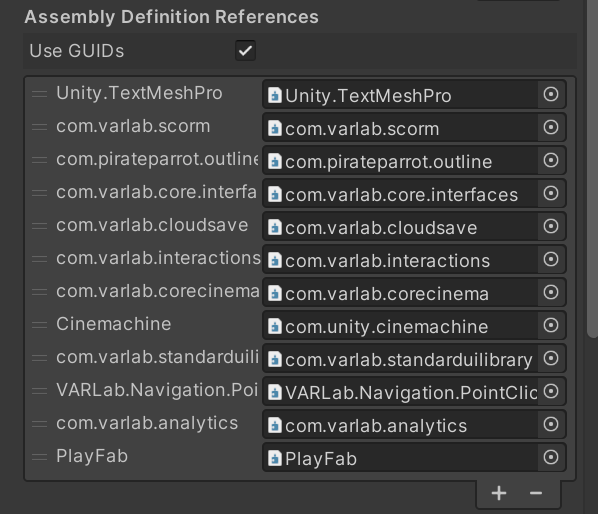 Assembly Definition References
Use GUIDs
Unity.TextMeshPro Unity.TextMeshPro
com.varlab.scorm com.varlab.scorm
com.pirateparrot.outline com.pirateparrot.outline
com.varlab.core.interfa com.varlab.core.interfaces
com.varlab.cloudsave com.varlab.cloudsave
com.varlab.interactions com.varlab.interactions
com.varlab.corecinema com.varlab.corecinema
Cinemachine com.unity.cinemachine
com.varlab.standarduili com.varlab.standarduilibrary
VARLab.Navigation.Poi VARLab.Navigation.PointClic
com.varlab.analytics com.varlab.analytics
PlayFab PlayFab